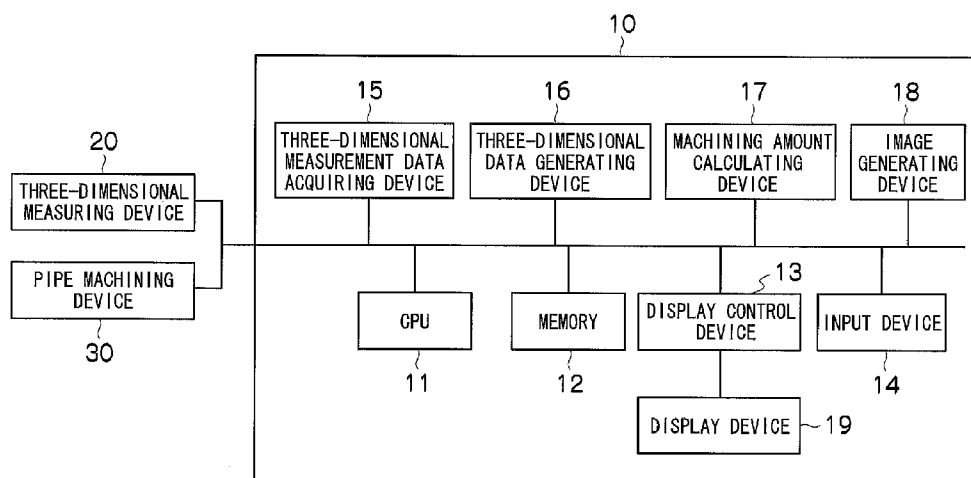 10
15
16
17
18
20
THREE-DIMENSIONAL
MEASUREMENT DATA
ACQUIRING DEVICE
THREE-DIMENSIONAL
DATA GENERATING
DEVICE
MACHINING AMOUNT
CALCULATING
DEVICE
IMAGE
GENERATING
DEVICE
THREE-DIMENSIONAL
MEASURING DEVICE
PIPE MACHINING
DEVICE
30
13
CPU
MEMORY
DISPLAY CONTROL
DEVICE
INPUT DEVICE
11
12
14
DISPLAY DEVICE
19